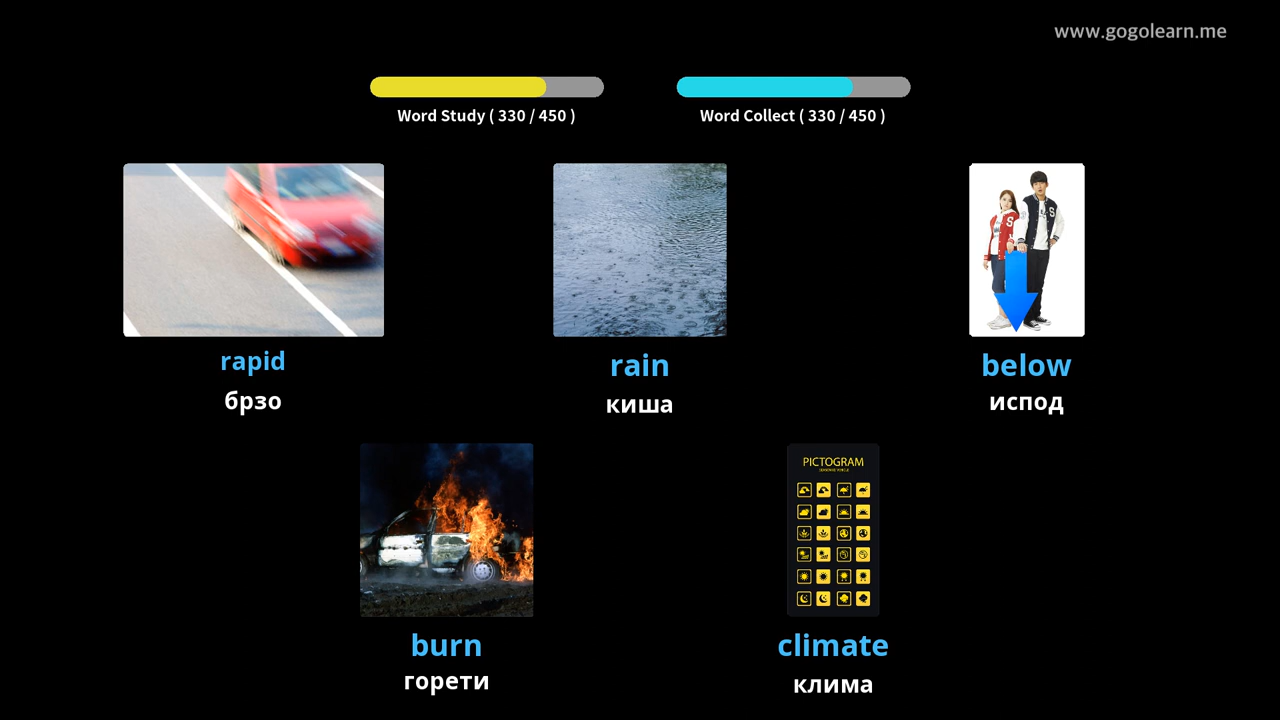 www.gogolearn.me
Word Study ( 330 / 450 )
Word Collect ( 330 / 450 )
rapid
брзо
rain
киша
below
испод
burn
горети
PICTOGRAM
climate
клима